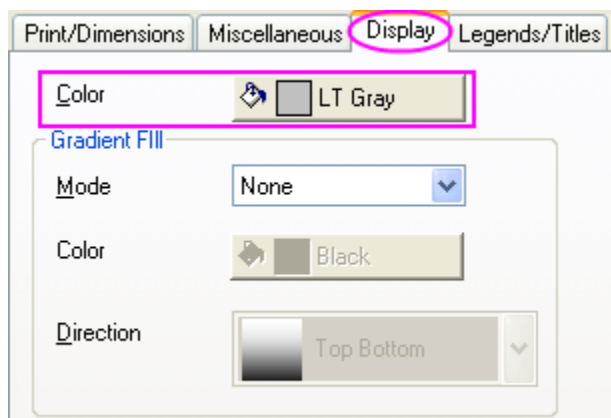 Print/Dimensions Miscellaneous Display Legends/Titles
Color LT Gray
Gradient FIll
Mode None
Color Black
Direction Top Bottom